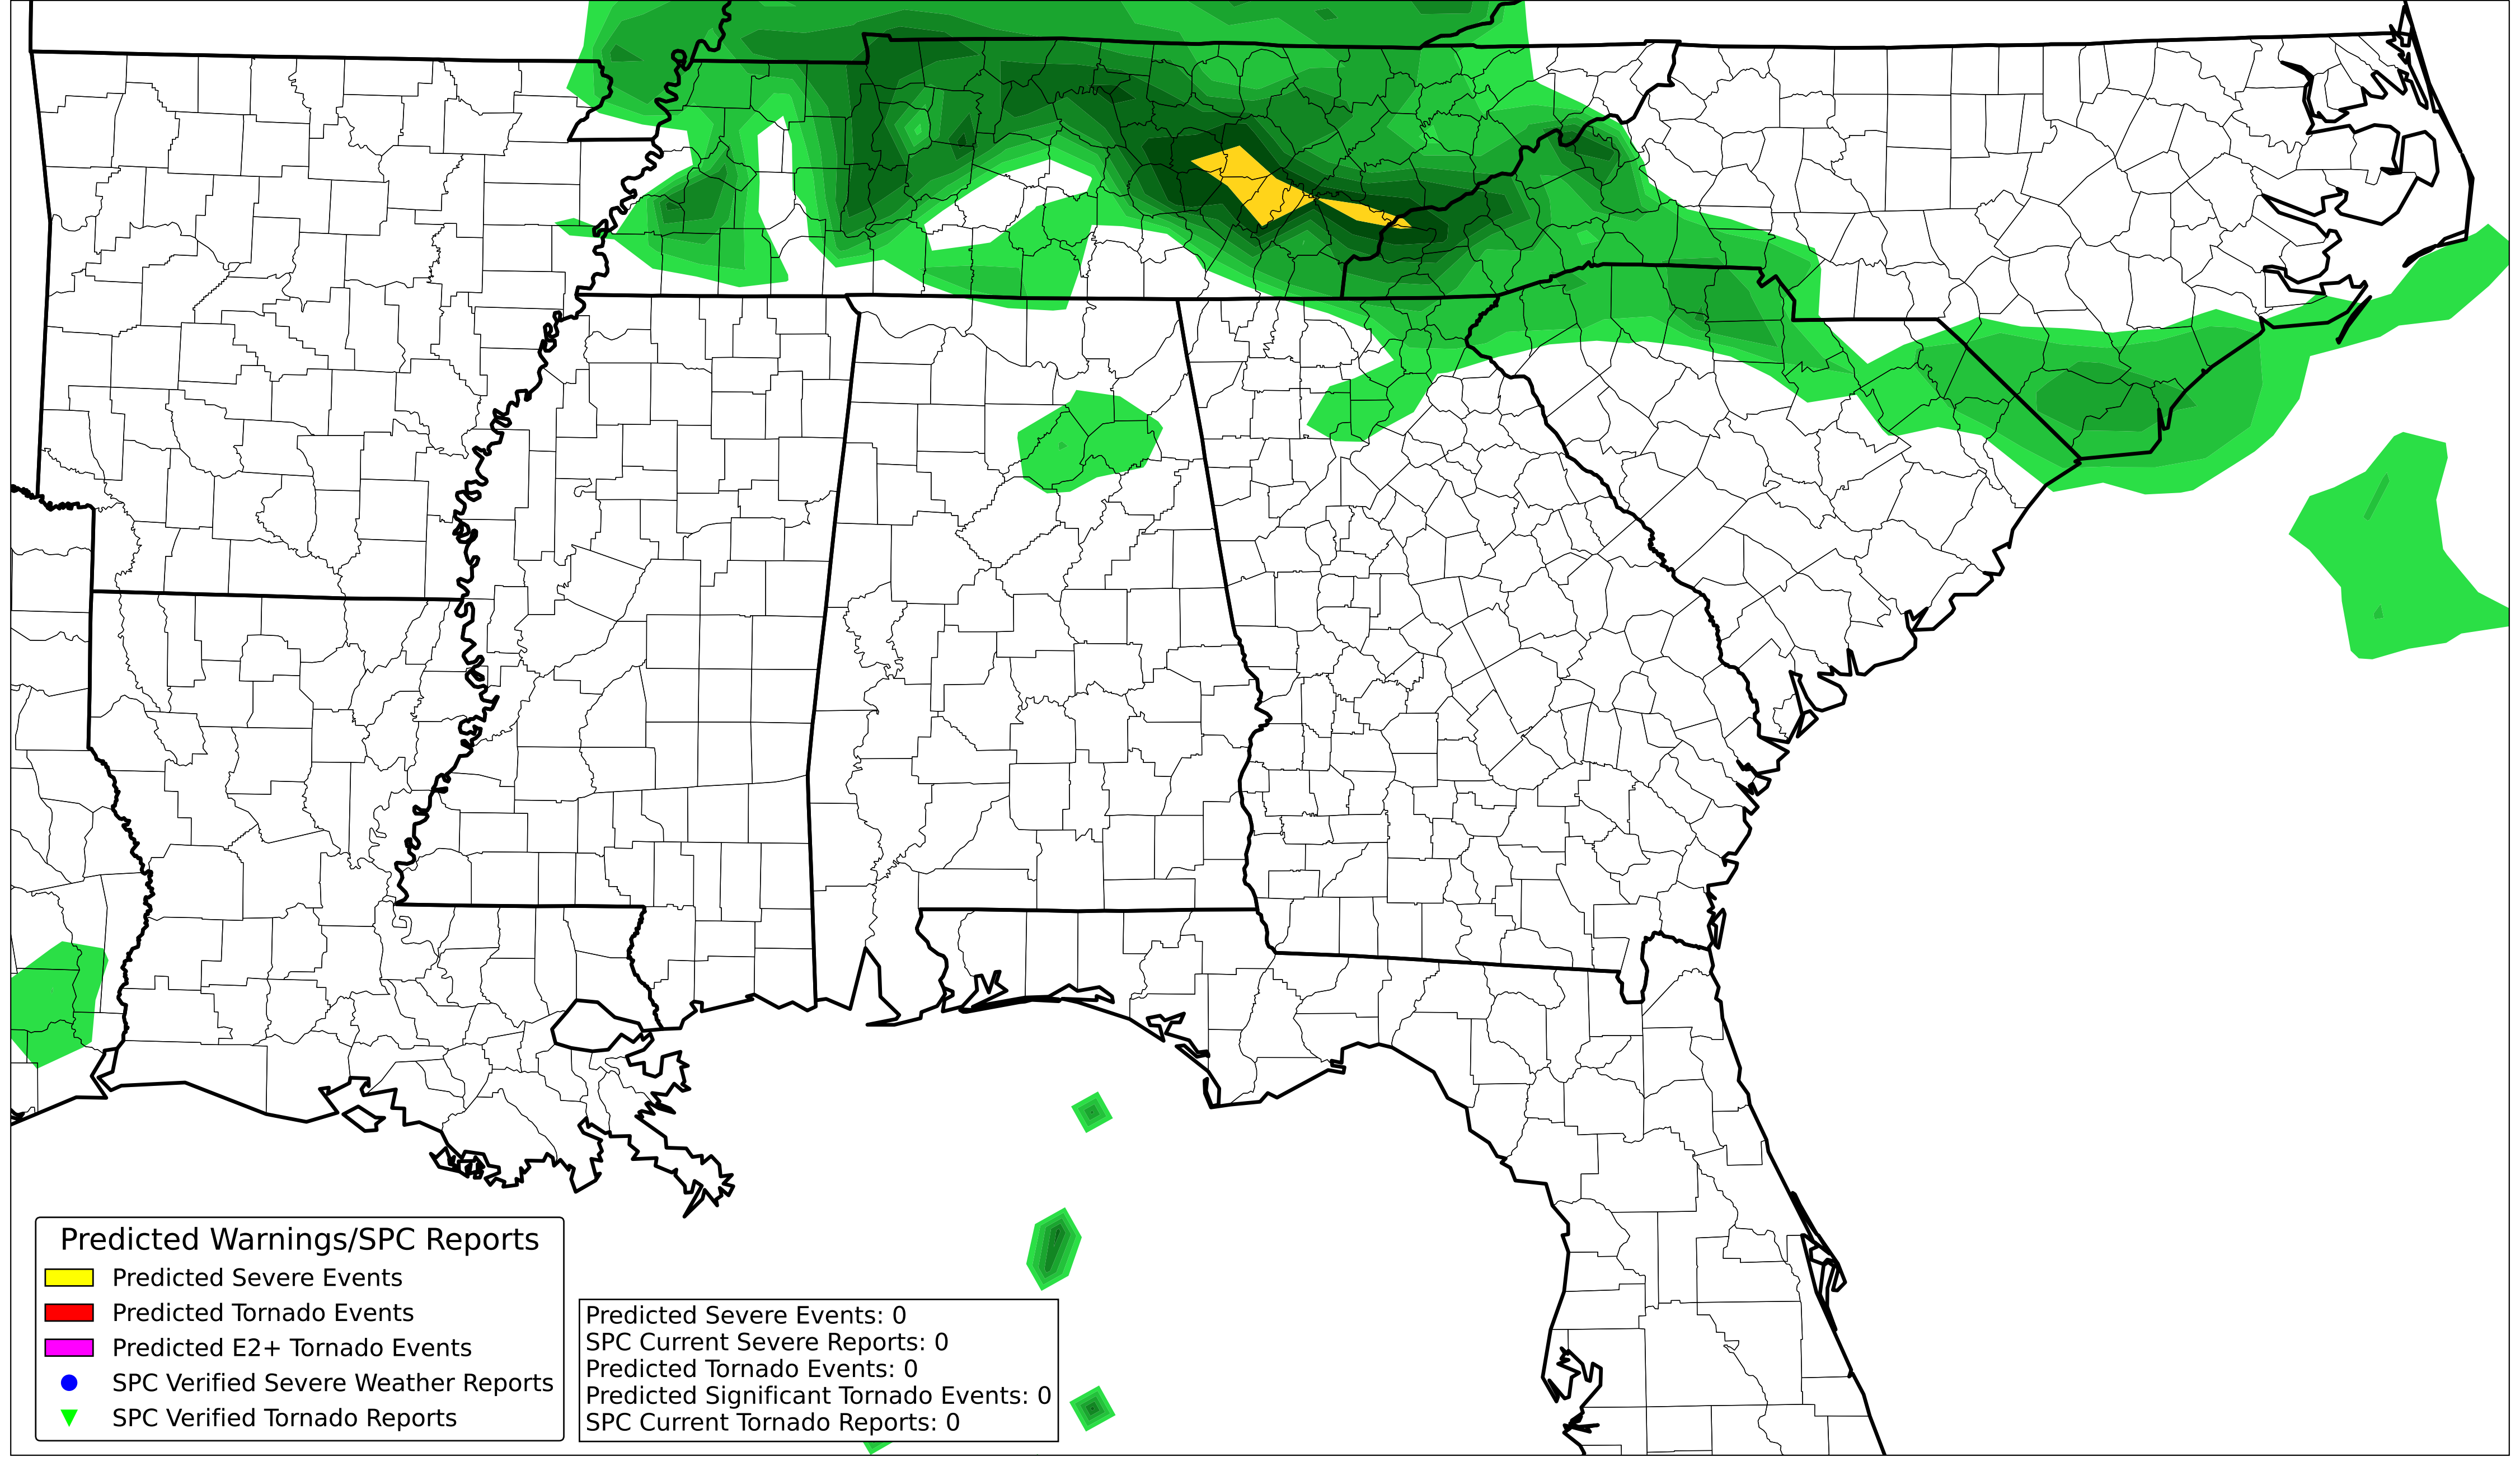 Predicted Warnings/SPC Reports
Predicted Severe Events
Predicted Tornado Events
Predicted E2+ Tornado Events
SPC Verified Severe Weather Reports
SPC Verified Tornado Reports
Predicted Severe Events: 0
SPC Current Severe Reports: 0
Predicted Tornado Events: 0
Predicted Significant Tornado Events: 0
SPC Current Tornado Reports: 0